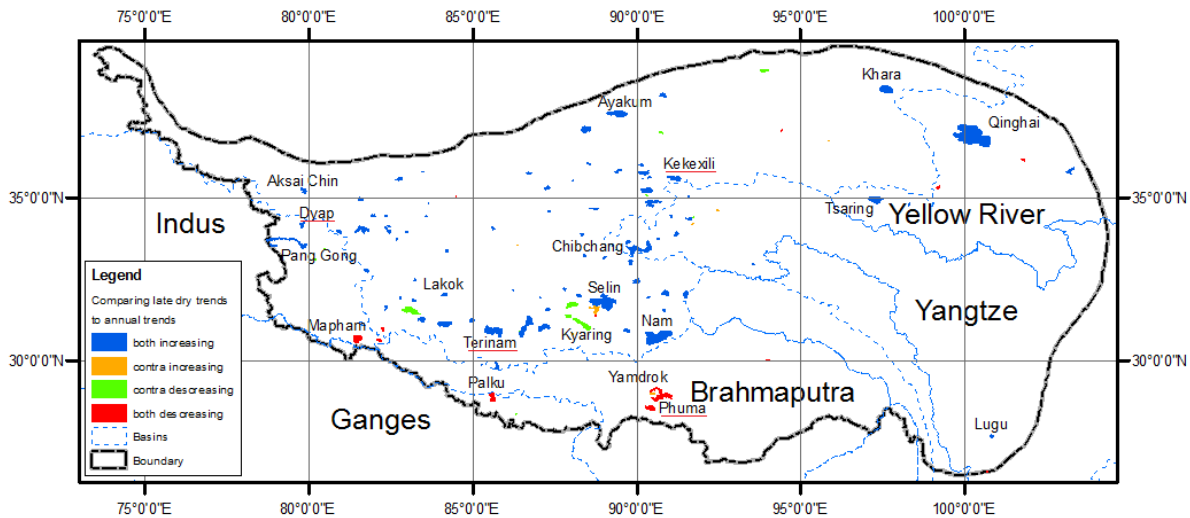 75°0'0"E 80°0'0"E 85°0'0"E 90°0'0"E 95°0'0"E 100°0'0"E
Khara
Ayakum
Qinghai
Kekexili
Aksai Chin
35°0'0"N 35°0'0"N
Dyap
Tsaring
Yellow River
Indus
Chibchang
Pang Gong
Legend
Comparing late dry trends
to annual trends
both increasing
contra increasing
contra descreasing
both descreasing
Basins
Boundary
Lakok
Selin
Yangtze
Mapham
Kyaring
Nam
Terinam
30°0'0"N 30°0'0"N
Palku
Yamdrok
Brahmaputra
Phuma
Ganges
Lugu
75°0'0"E 80°0'0"E 85°0'0"E 90°0'0"E 95°0'0"E 100°0'0"E